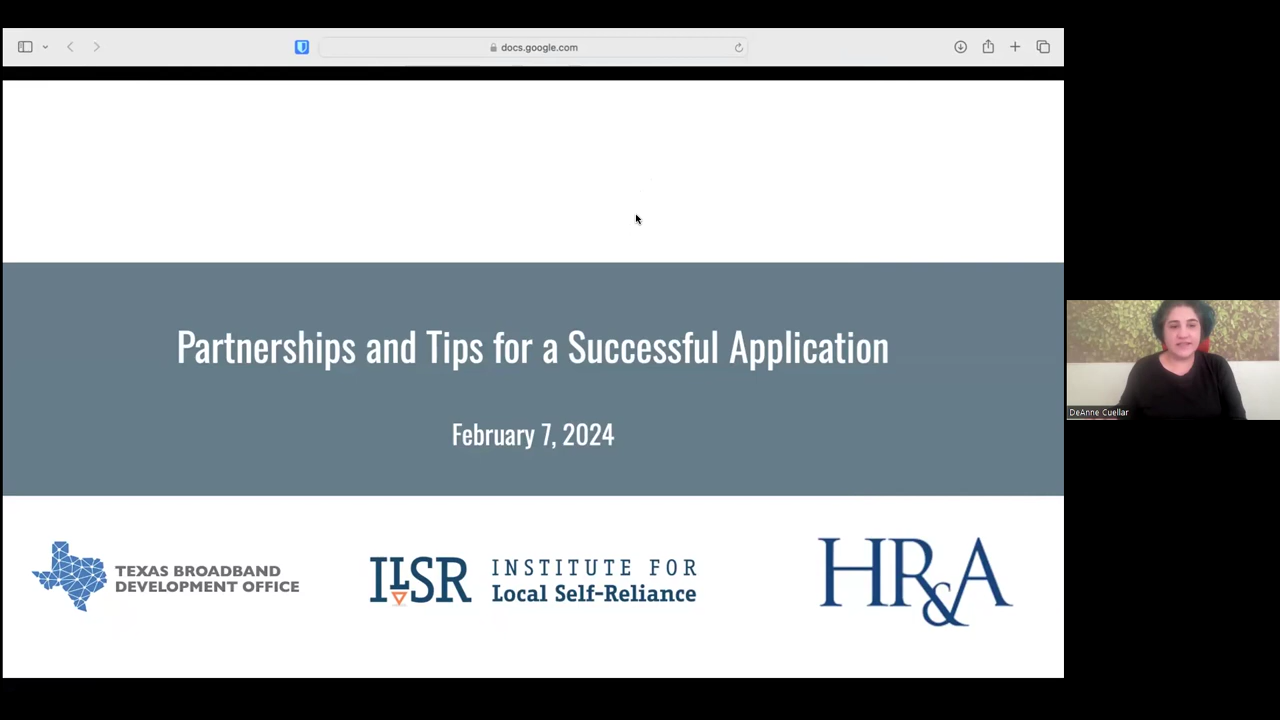 docs.google.com
Partnerships and Tips for a Successful Application
February 7, 2024
TEXAS BROADBAND
DEVELOPMENT OFFICE
ILSR
INSTITUTE FOR
Local Self-Reliance
HR&A
DeAnne Cuellar